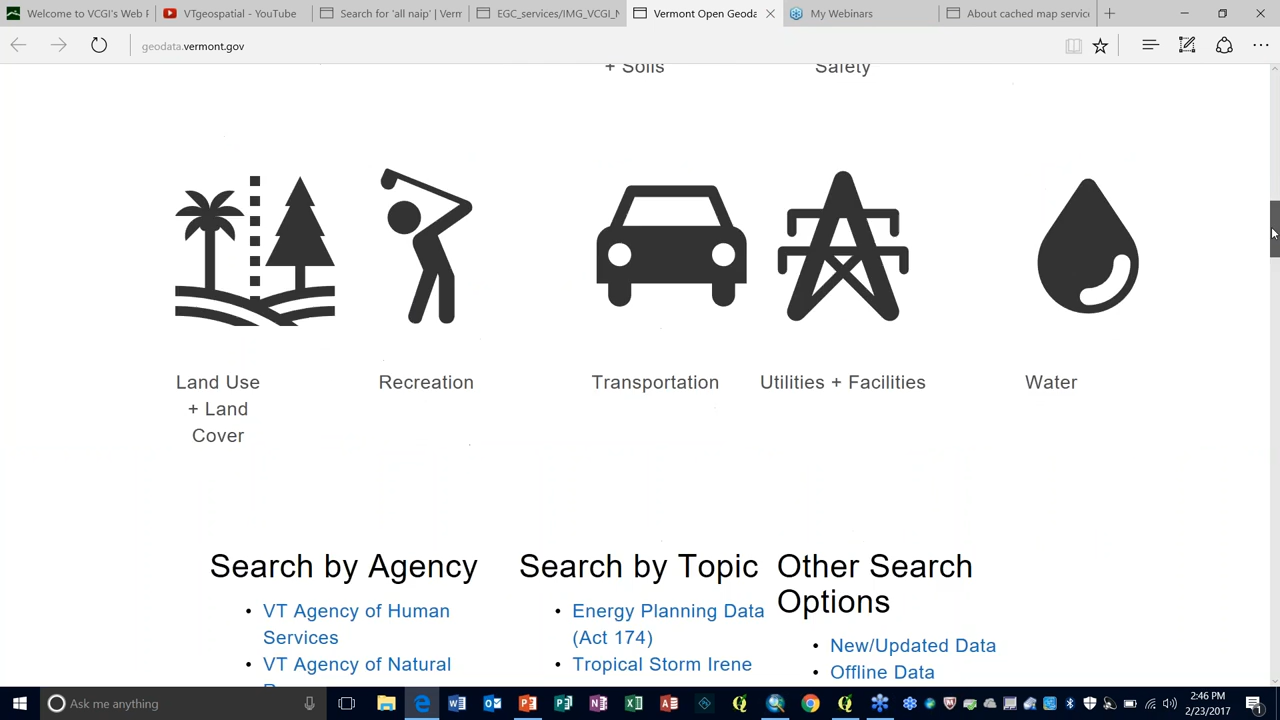 Welcome to VCGI's Web P
VTgeospatial - YouTube
Search for 'all naip' | Verm
EGC_services/IMG_VCGI_
Vermont Open Geoda
My Webinars
About cached map servic
geodata.vermont.gov
+ Soils
Safety
Land Use
+ Land
Cover
Recreation
Transportation
Utilities + Facilities
Water
Search by Agency
• VT Agency of Human
Services
• VT Agency of Natural
Search by Topic
• Energy Planning Data
(Act 174)
• Tropical Storm Irene
Other Search
Options
• New/Updated Data
• Offline Data
Ask me anything
2:46 PM
2/23/2017